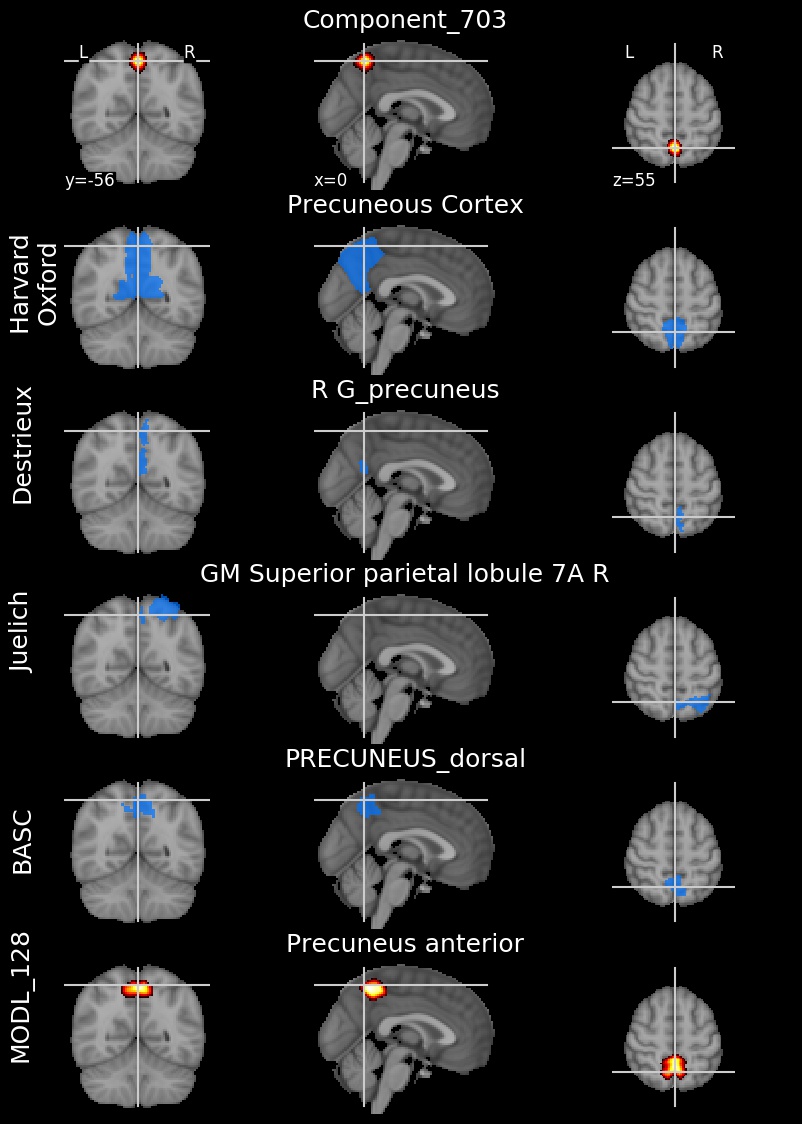 Component_703
L R
L R
y=-56
x=0
z=55
Precuneous Cortex
Harvard
Oxford
R G_precuneus
Destrieux
GM Superior parietal lobule 7A R
Juelich
PRECUNEUS_dorsal
BASC
Precuneus anterior
MODL_128